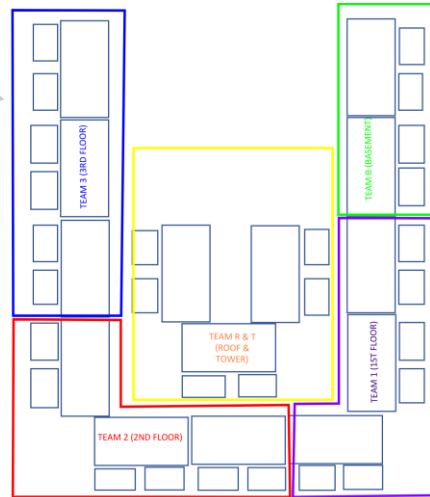 TEAM 3 (3RD FLOOR)
TEAM B (BASEMENT)
TEAM R & T
(ROOF &
TOWER)
TEAM 1 (1ST FLOOR)
TEAM 2 (2ND FLOOR)